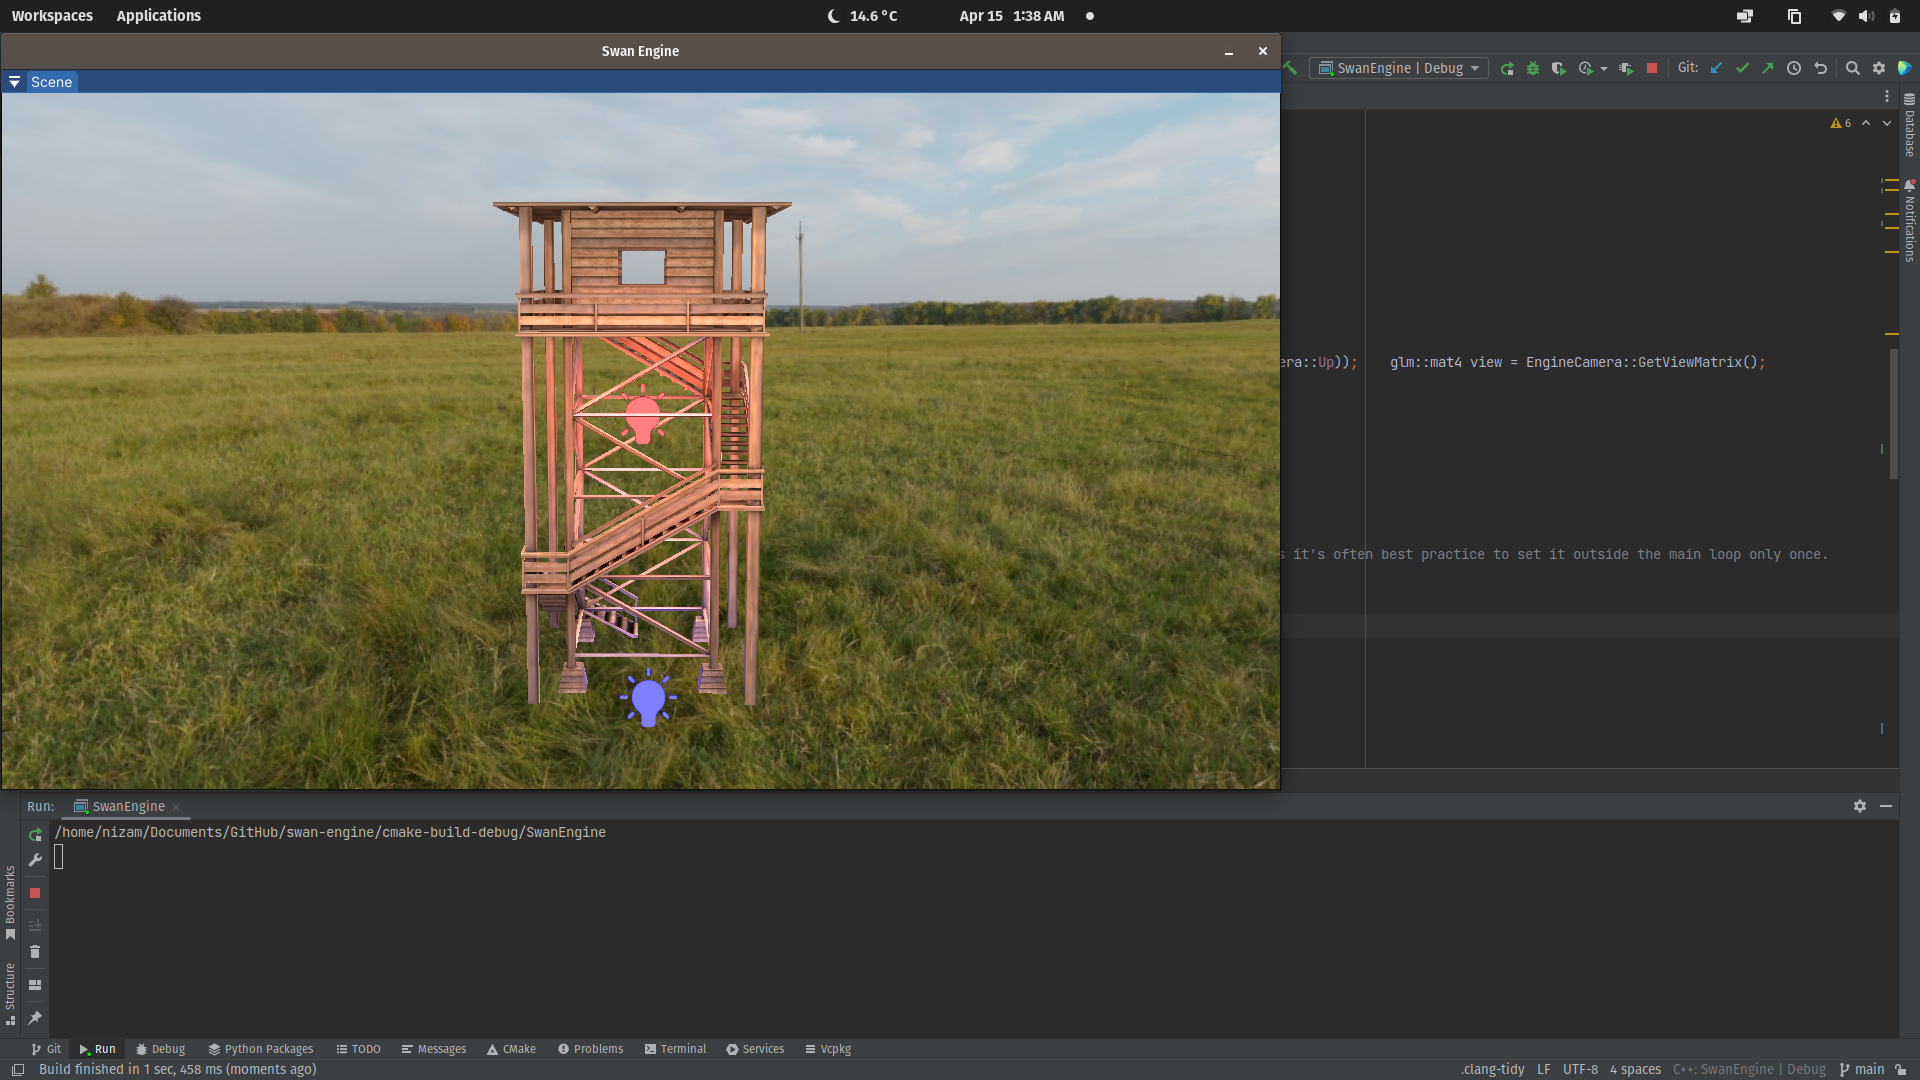 Workspaces Applications 14.6 °C Apr 15 1:38 AM
Swan Engine
Scene
SwanEngine | Debug Git:
6
Database
Notifications
era::Up)); glm::mat4 view = EngineCamera::GetViewMatrix();
s it's often best practice to set it outside the main loop only once.
Run: SwanEngine
/home/nizam/Documents/GitHub/swan-engine/cmake-build-debug/SwanEngine
Bookmarks
Structure
Git Run Debug Python Packages TODO Messages CMake Problems Terminal Services Vcpkg
Build finished in 1 sec, 458 ms (moments ago) .clang-tidy LF UTF-8 4 spaces C++: SwanEngine | Debug main